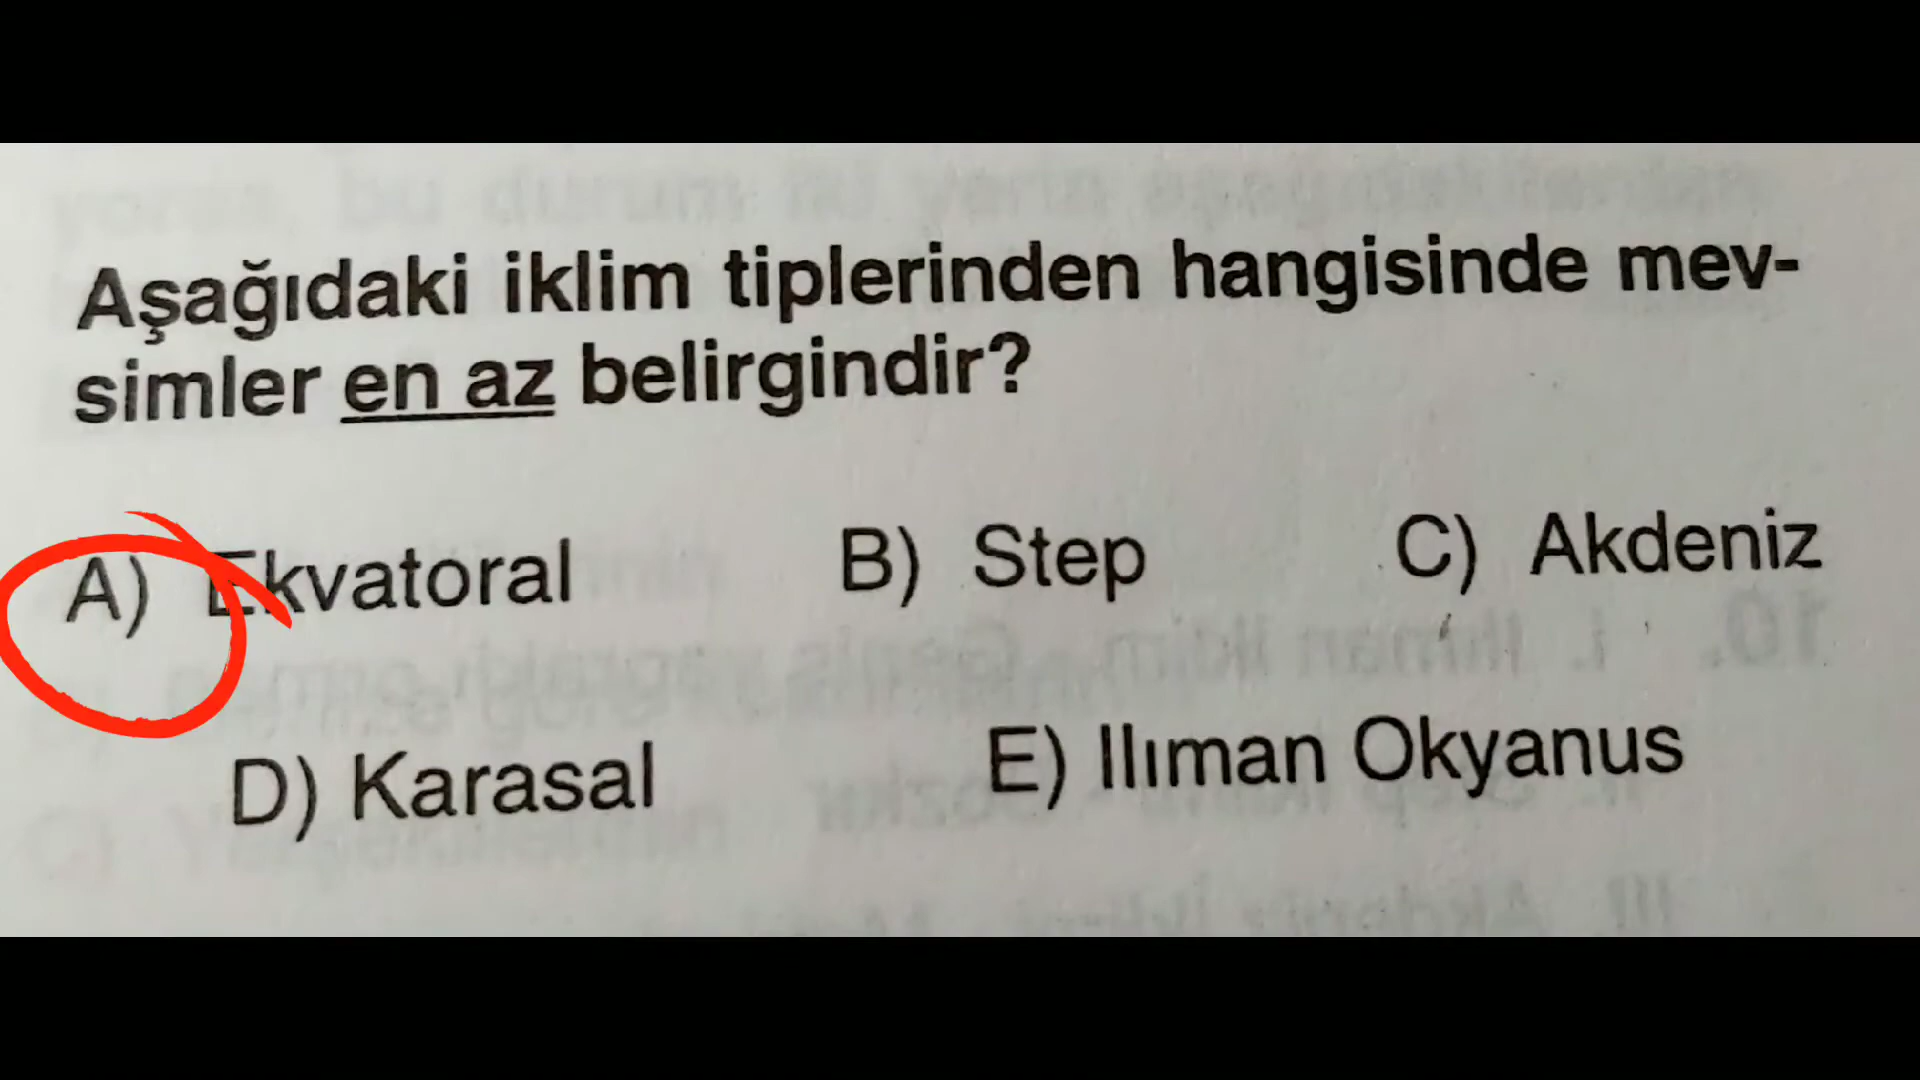 Aşağıdaki iklim tiplerinden hangisinde mev-
simler en az belirgindir?
A) Ekvatoral B) Step C) Akdeniz
D) Karasal E) Ilıman Okyanus